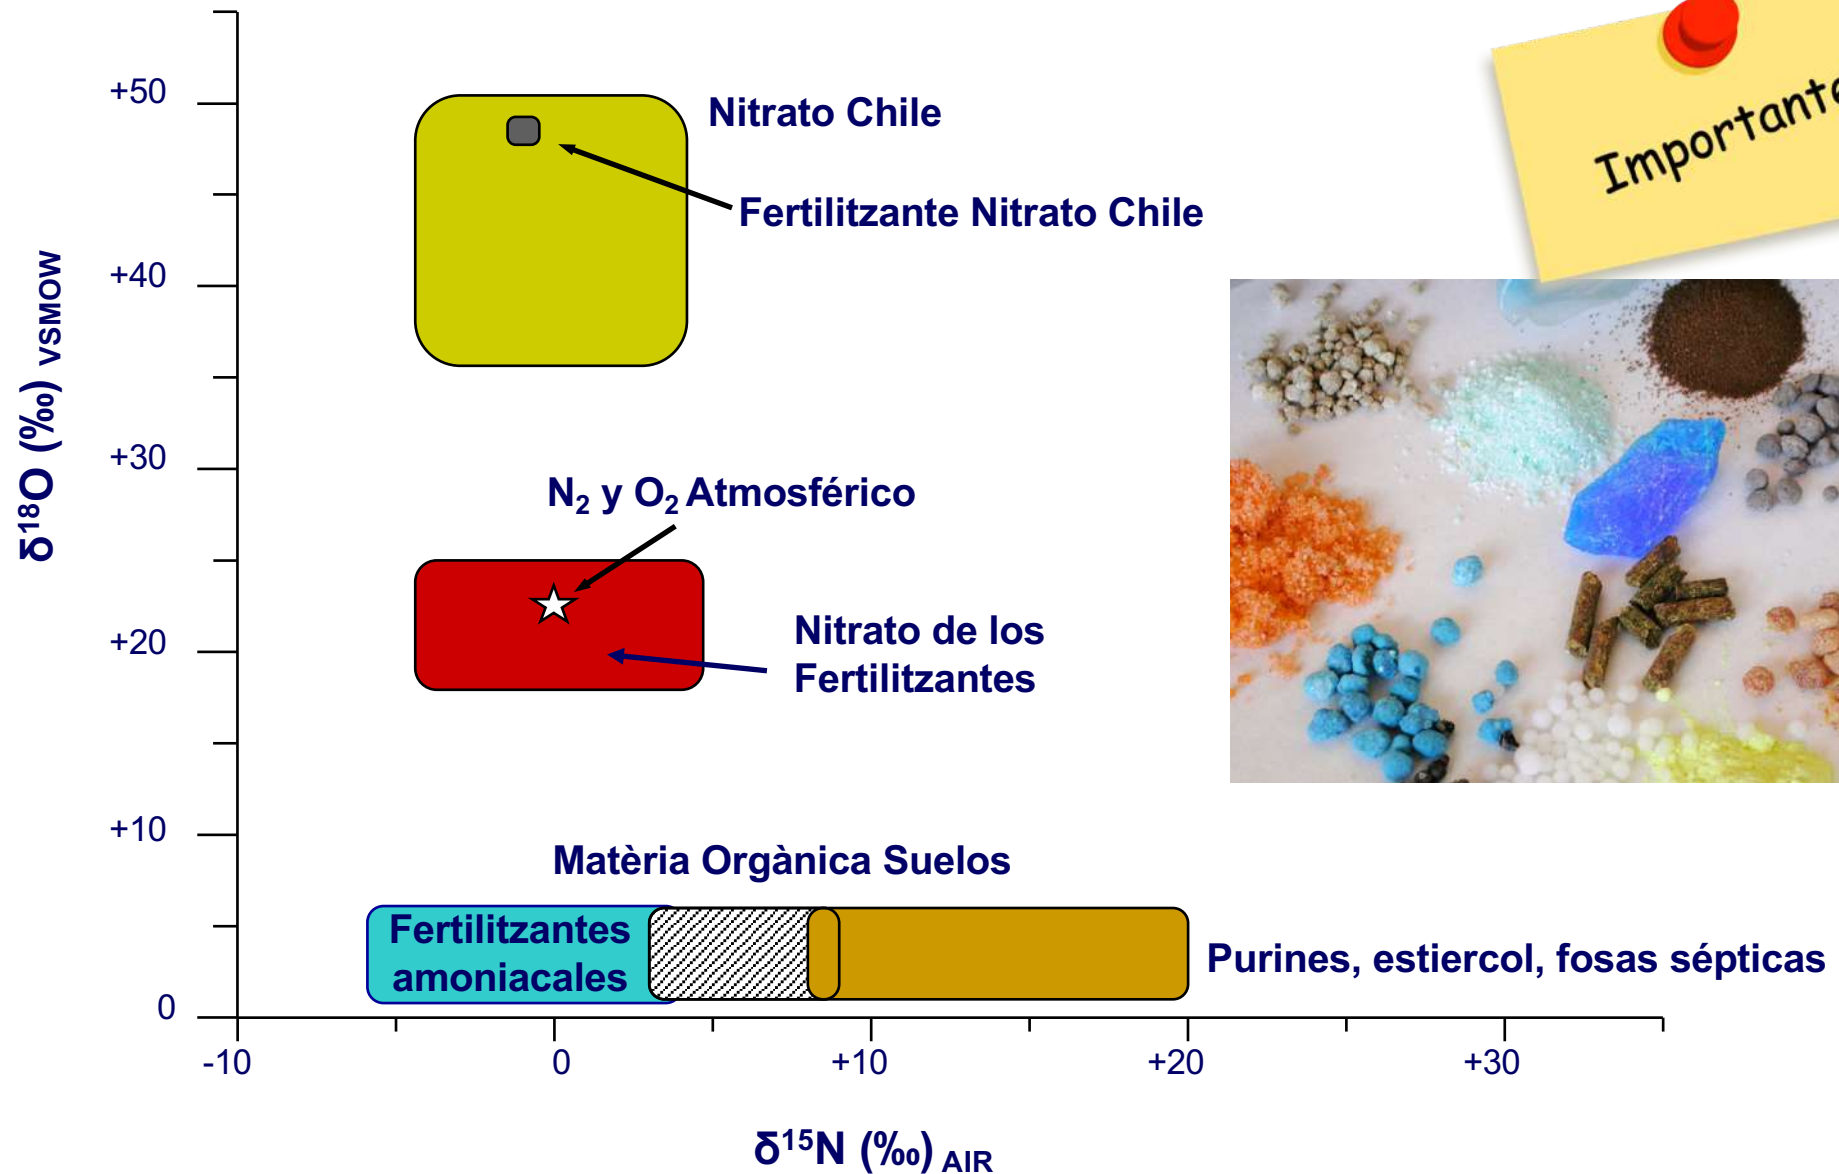 Importante
+50
+40
+30
+20
+10
0
δ¹⁸O (‰) VSMOW
Nitrato Chile
Fertilitzante Nitrato Chile
N₂ y O₂ Atmosférico
Nitrato de los
Fertilitzantes
Matèria Orgànica Suelos
Fertilitzantes
amoniacales
Purines, estiercol, fosas sépticas
-10
0
+10
+20
+30
δ¹⁵N (‰) AIR